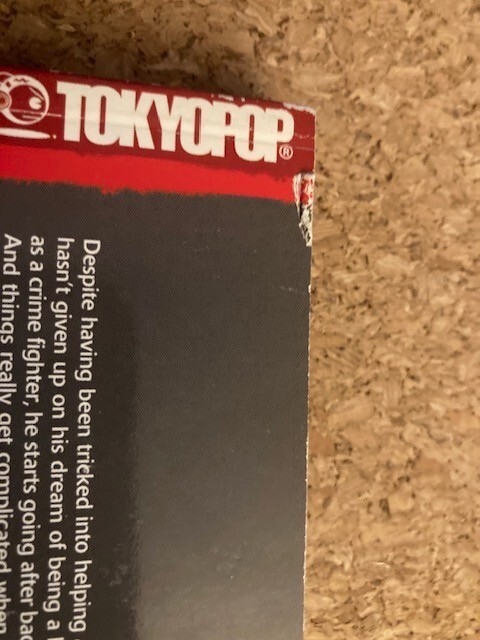 TOKYOPOP®
Despite having been tricked into helping
hasn't given up on his dream of being a
as a crime fighter, he starts going after
And things really get complicated when